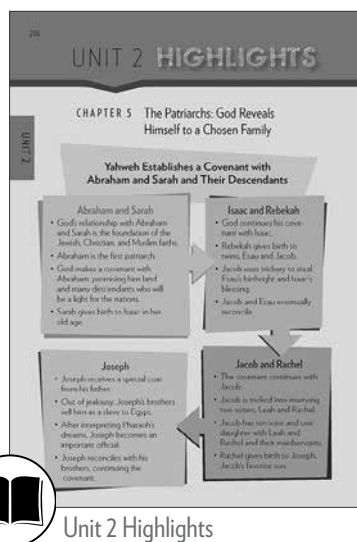 UNIT 2 HIGHLIGHTS
CHAPTER 5 The Patriarchs: God Reveals
Himself to a Chosen Family
UNIT 2
Yahweh Establishes a Covenant with
Abraham and Sarah and Their Descendants
Abraham and Sarah
• God's relationship with Abraham
and Sarah is the foundation of the
Jewish, Christian, and Muslim faiths.
• Abraham is the first patriarch.
• God makes a covenant with
Abraham, promising him land
and many descendants who will
be a light for the nations.
• Sarah gives birth to Isaac in her
old age.
Isaac and Rebekah
• God continues his cove-
nant with Isaac.
• Rebekah gives birth to
twins, Esau and Jacob.
• Jacob uses trickery to steal
Esau's birthright and Isaac's
blessing.
• Jacob and Esau eventually
reconcile.
Jacob and Rachel
• The covenant continues with
Jacob.
• Jacob is tricked into marrying
two sisters, Leah and Rachel.
• Jacob has ten sons and one
daughter with Leah and
Rachel and their maidservants.
• Rachel gives birth to Joseph,
Jacob's favorite son.
Joseph
• Joseph receives a special coat
from his father.
• Out of jealousy, Joseph's brothers
sell him as a slave to Egypt.
• After interpreting Pharaoh's
dreams, Joseph becomes an
important official.
• Joseph reconciles with his
brothers, continuing the
covenant.
Unit 2 Highlights